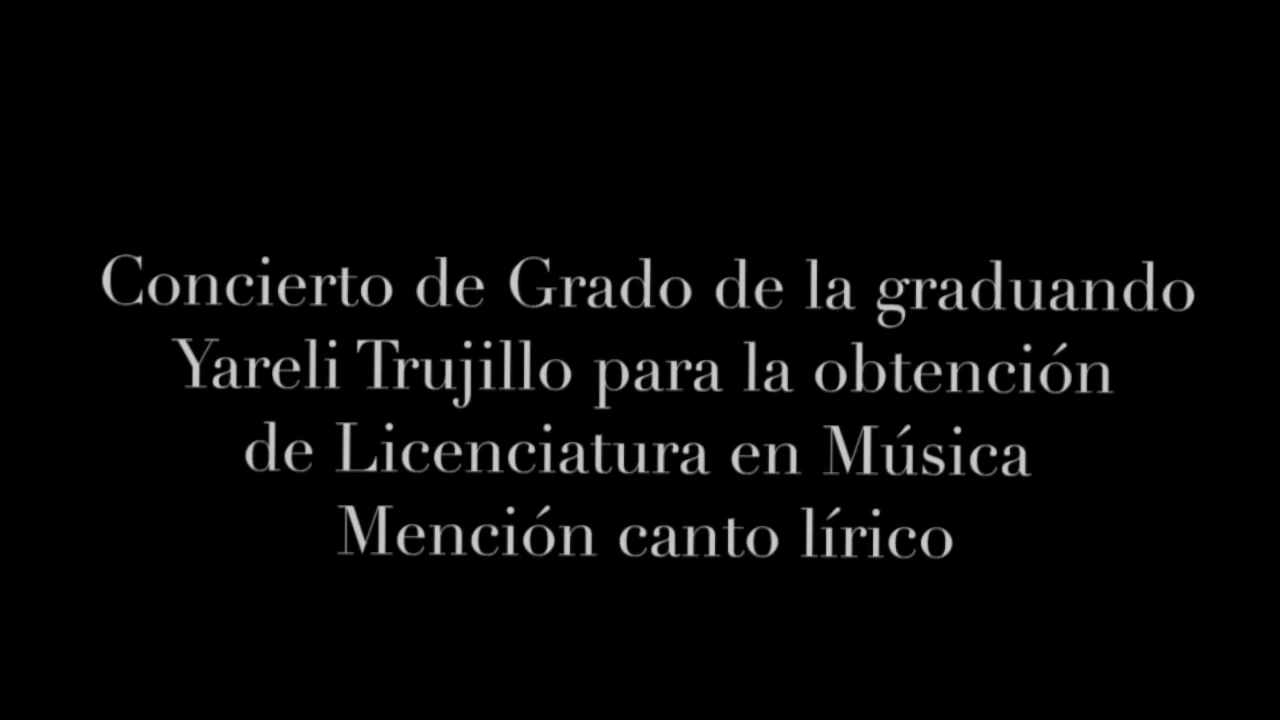 Concierto de Grado de la graduando
Yareli Trujillo para la obtención
de Licenciatura en Música
Mención canto lírico